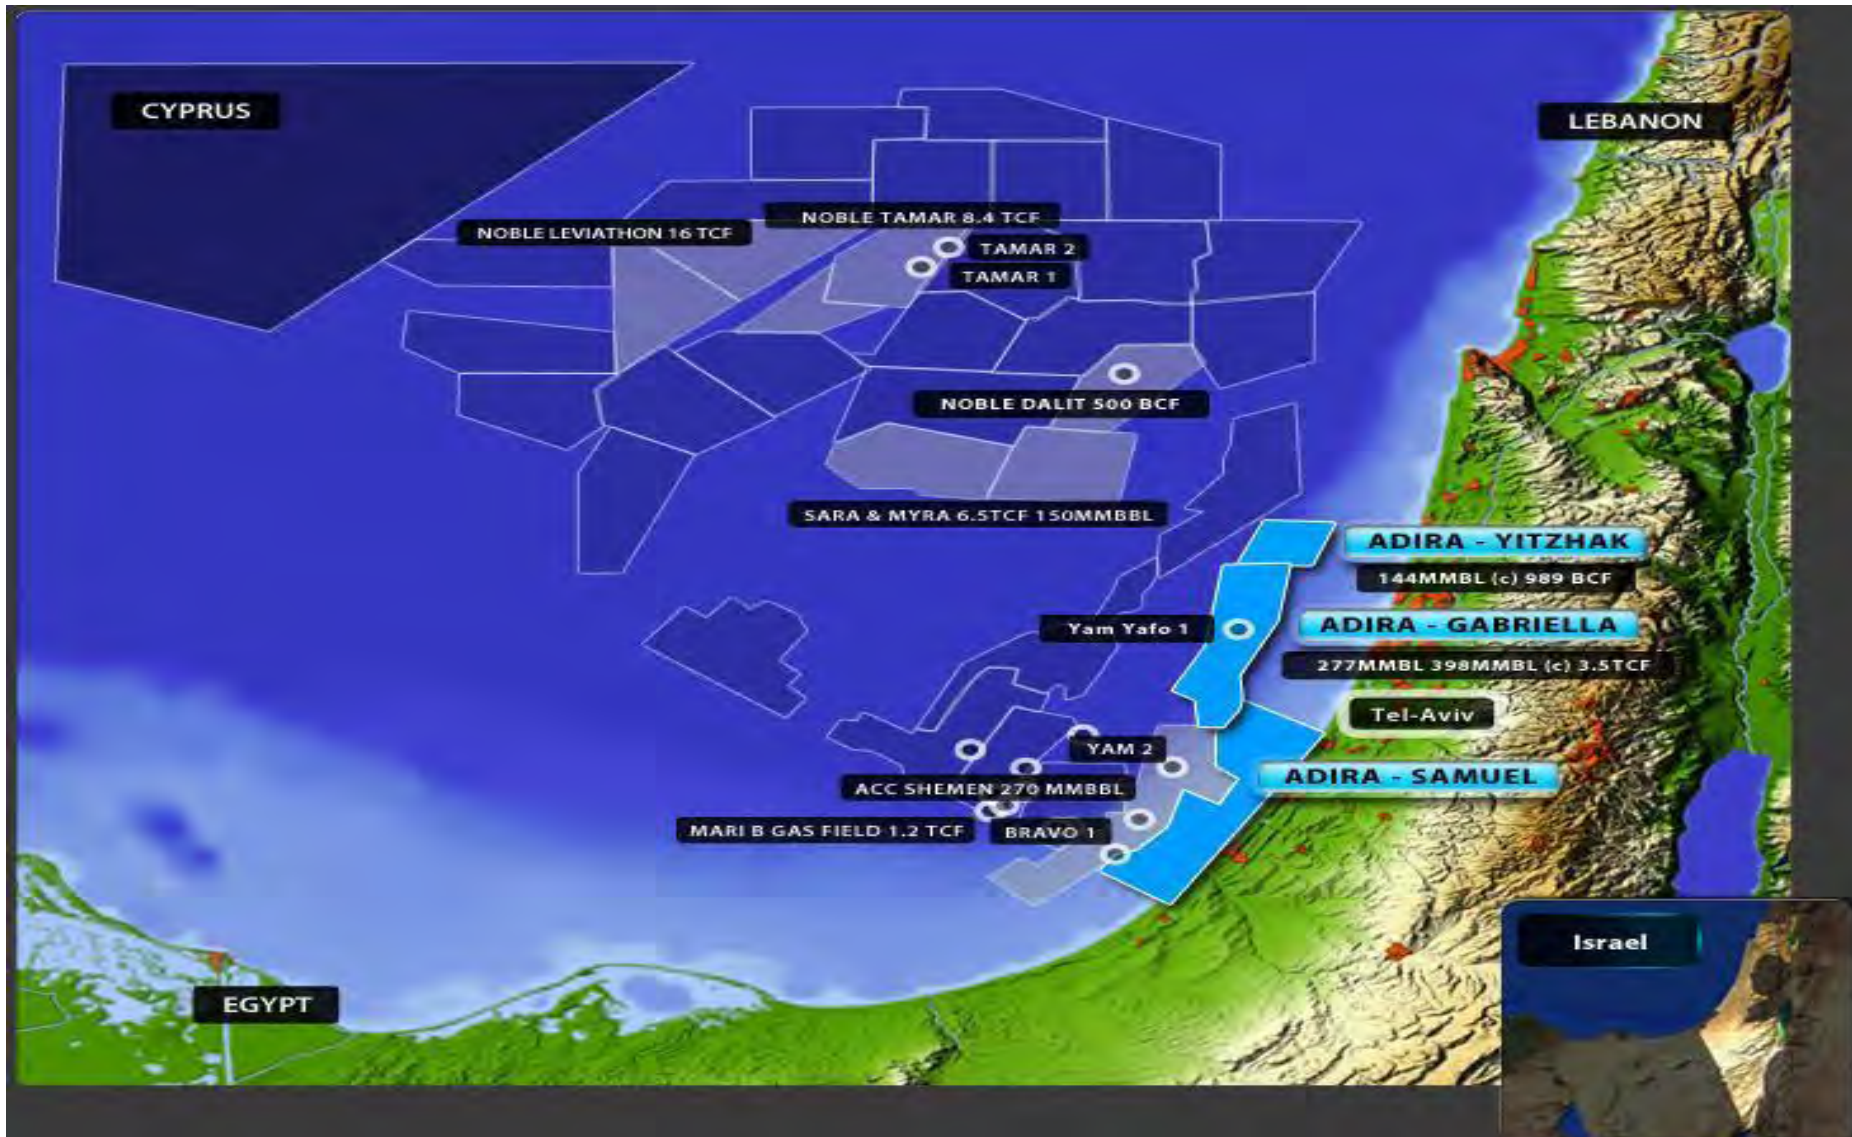 CYPRUS
LEBANON
NOBLE TAMAR 8.4 TCF
NOBLE LEVIATHON 16 TCF
TAMAR 2
TAMAR 1
NOBLE DALIT 500 BCF
SARA & MYRA 6.5TCF 150MMBBL
ADIRA - YITZHAK
144MMBL (c) 989 BCF
Yam Yafo 1
ADIRA - GABRIELLA
277MMBL 398MMBL (c) 3.5TCF
Tel-Aviv
YAM 2
ADIRA - SAMUEL
ACC SHEMEN 270 MMBBL
MARI B GAS FIELD 1.2 TCF
BRAVO 1
Israel
EGYPT